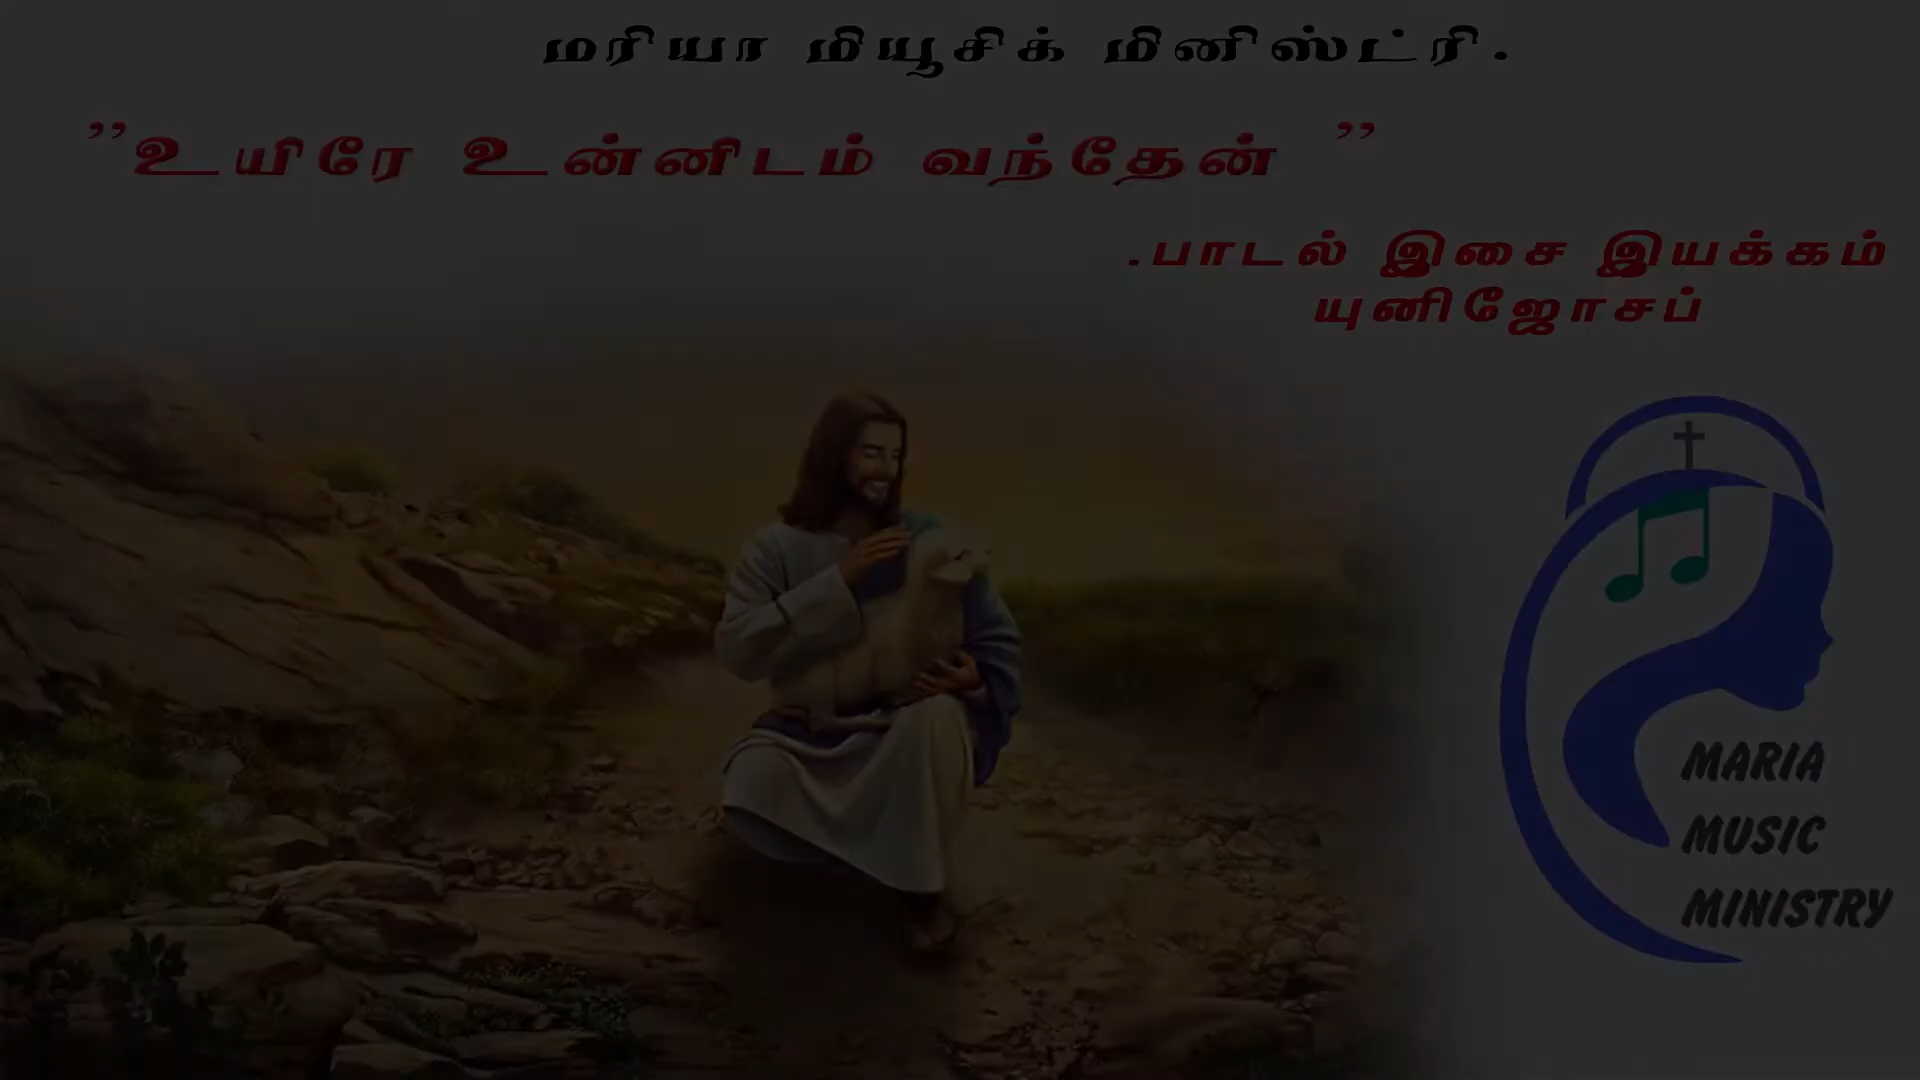 மரியா மியூசிக் மினிஸ்ட்ரி.
”உயிரே உன்னிடம் வந்தேன் ”
.பாடல் இசை இயக்கம்
யுனிஜோசப்
MARIA
MUSIC
MINISTRY